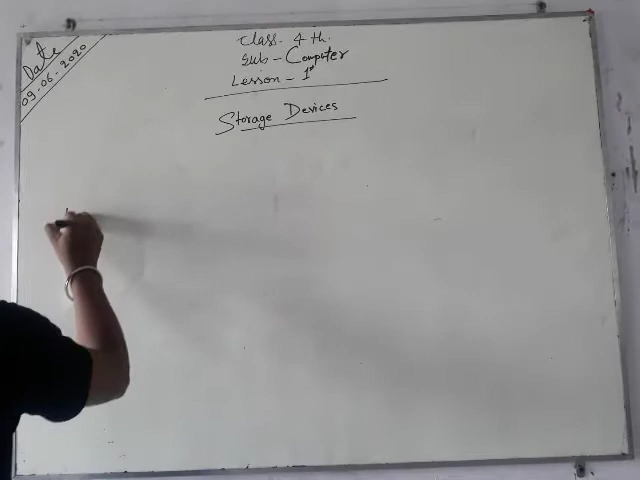 Date
09-06-2020
Class- 4th.
Sub- Computer
Lesson- 1st
Storage Devices